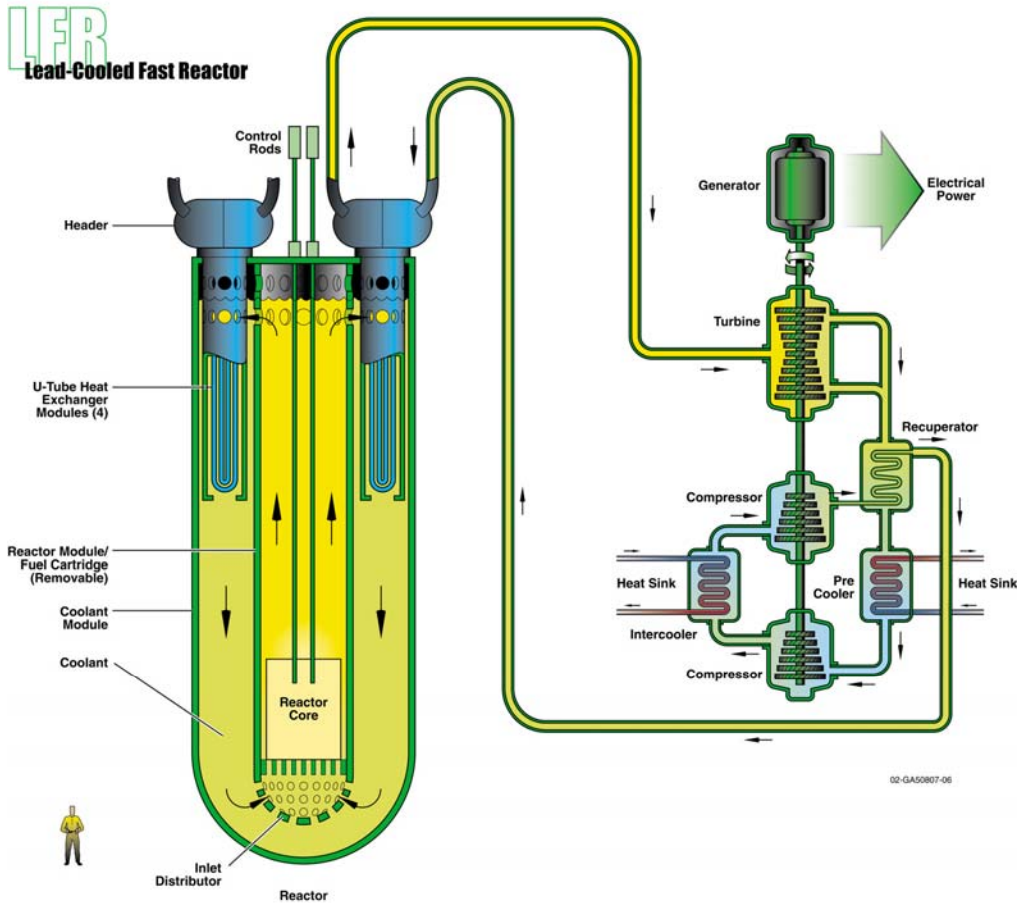 LFR
Lead-Cooled Fast Reactor
Control
Rods
Header
U-Tube Heat
Exchanger
Modules (4)
Reactor Module/
Fuel Cartridge
(Removable)
Coolant
Module
Coolant
Reactor
Core
Inlet
Distributor
Reactor
Generator
Electrical
Power
Turbine
Recuperator
Compressor
Heat Sink
Pre
Cooler
Heat Sink
Intercooler
Compressor
02-GA50807-06